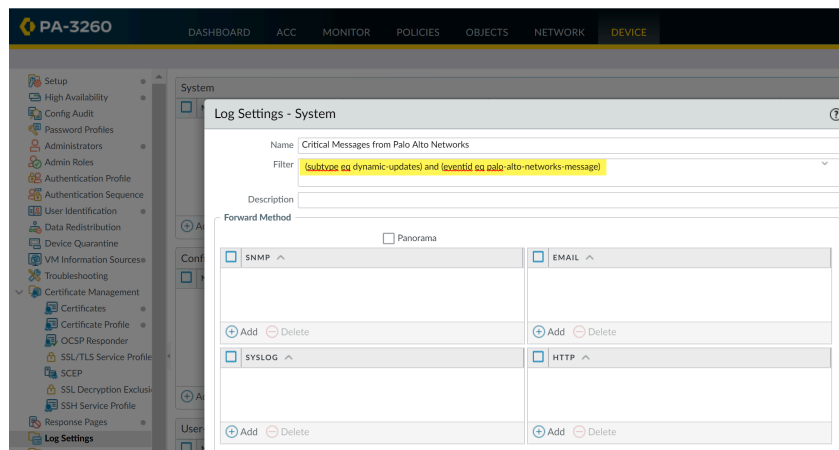 PA-3260
DASHBOARD ACC MONITOR POLICIES OBJECTS NETWORK DEVICE
Setup
High Availability
Config Audit
Password Profiles
Administrators
Admin Roles
Authentication Profile
Authentication Sequence
User Identification
Data Redistribution
Device Quarantine
VM Information Sources
Troubleshooting
Certificate Management
Certificates
Certificate Profile
OCSP Responder
SSL/TLS Service Profile
SCEP
SSL Decryption Exclusi
SSH Service Profile
Response Pages
Log Settings
System
Log Settings - System
Name Critical Messages from Palo Alto Networks
Filter (subtype eq dynamic-updates) and (eventid eq palo-alto-networks-message)
Description
Forward Method
Panorama
SNMP
EMAIL
Add Delete
Add Delete
SYSLOG
HTTP
Add Delete
Add Delete
Conf
User